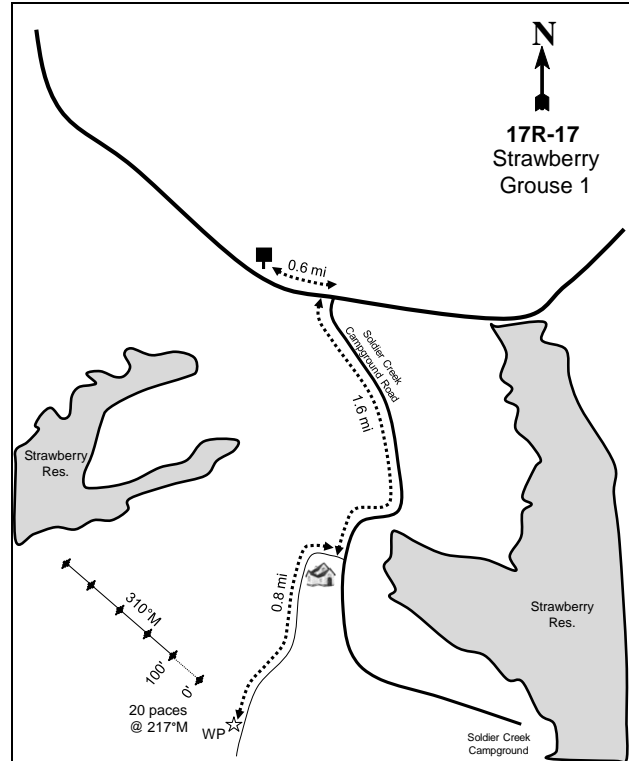 N
17R-17
Strawberry
Grouse 1
0.6 mi
Soldier Creek
Campground Road
1.6 mi
Strawberry
Res.
0.8 mi
310°M
100'
0'
20 paces
@ 217°M
WP
Strawberry
Res.
Soldier Creek
Campground